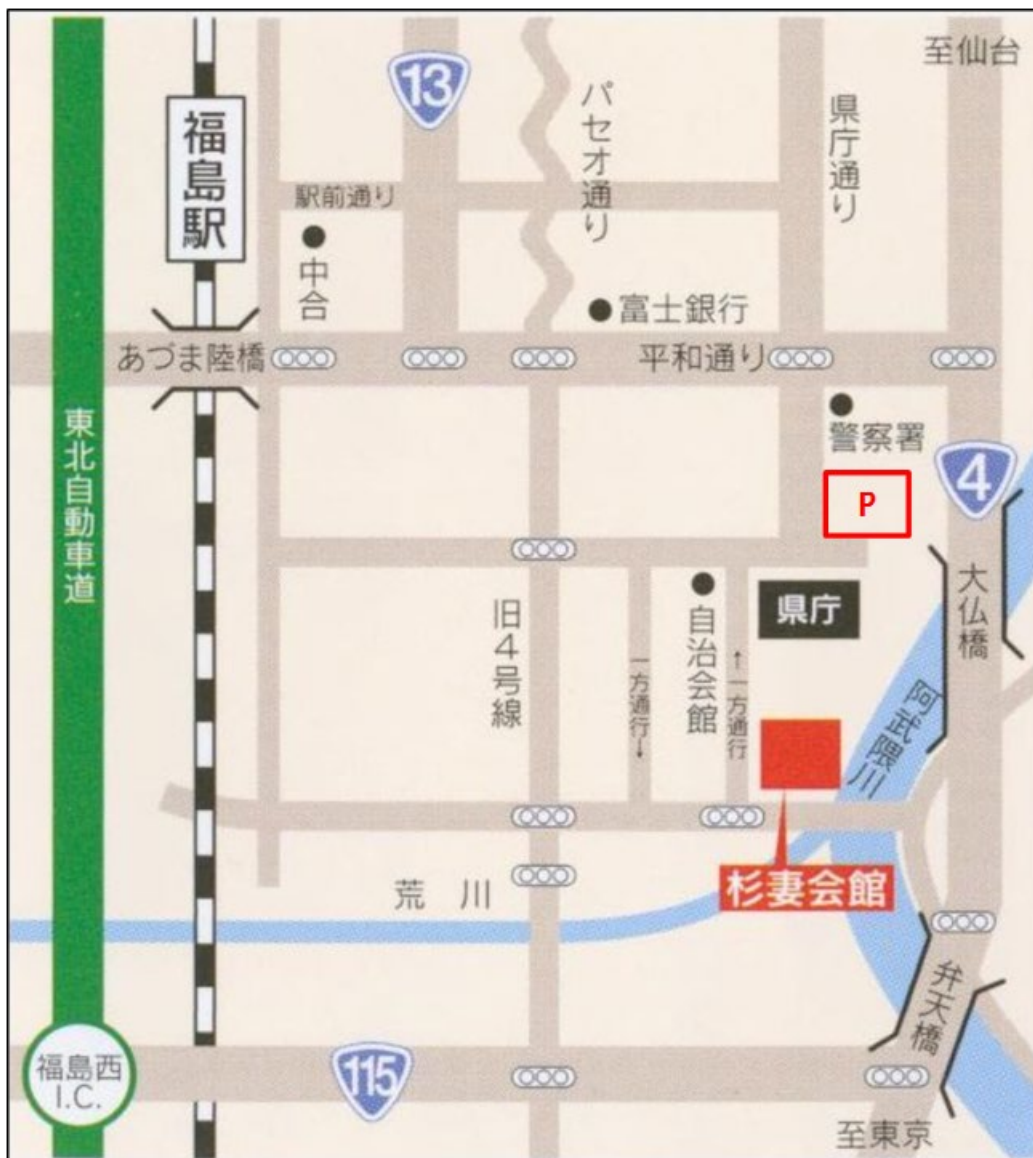 至仙台
13
パセオ通り
県庁通り
福島駅
駅前通り
中合
富士銀行
あづま陸橋
平和通り
東北自動車道
警察署
4
P
大仏橋
旧4号線
自治会館
県庁
一方通行→
←一方通行
阿武隈川
荒川
杉妻会館
弁天橋
福島西
I.C.
115
至東京